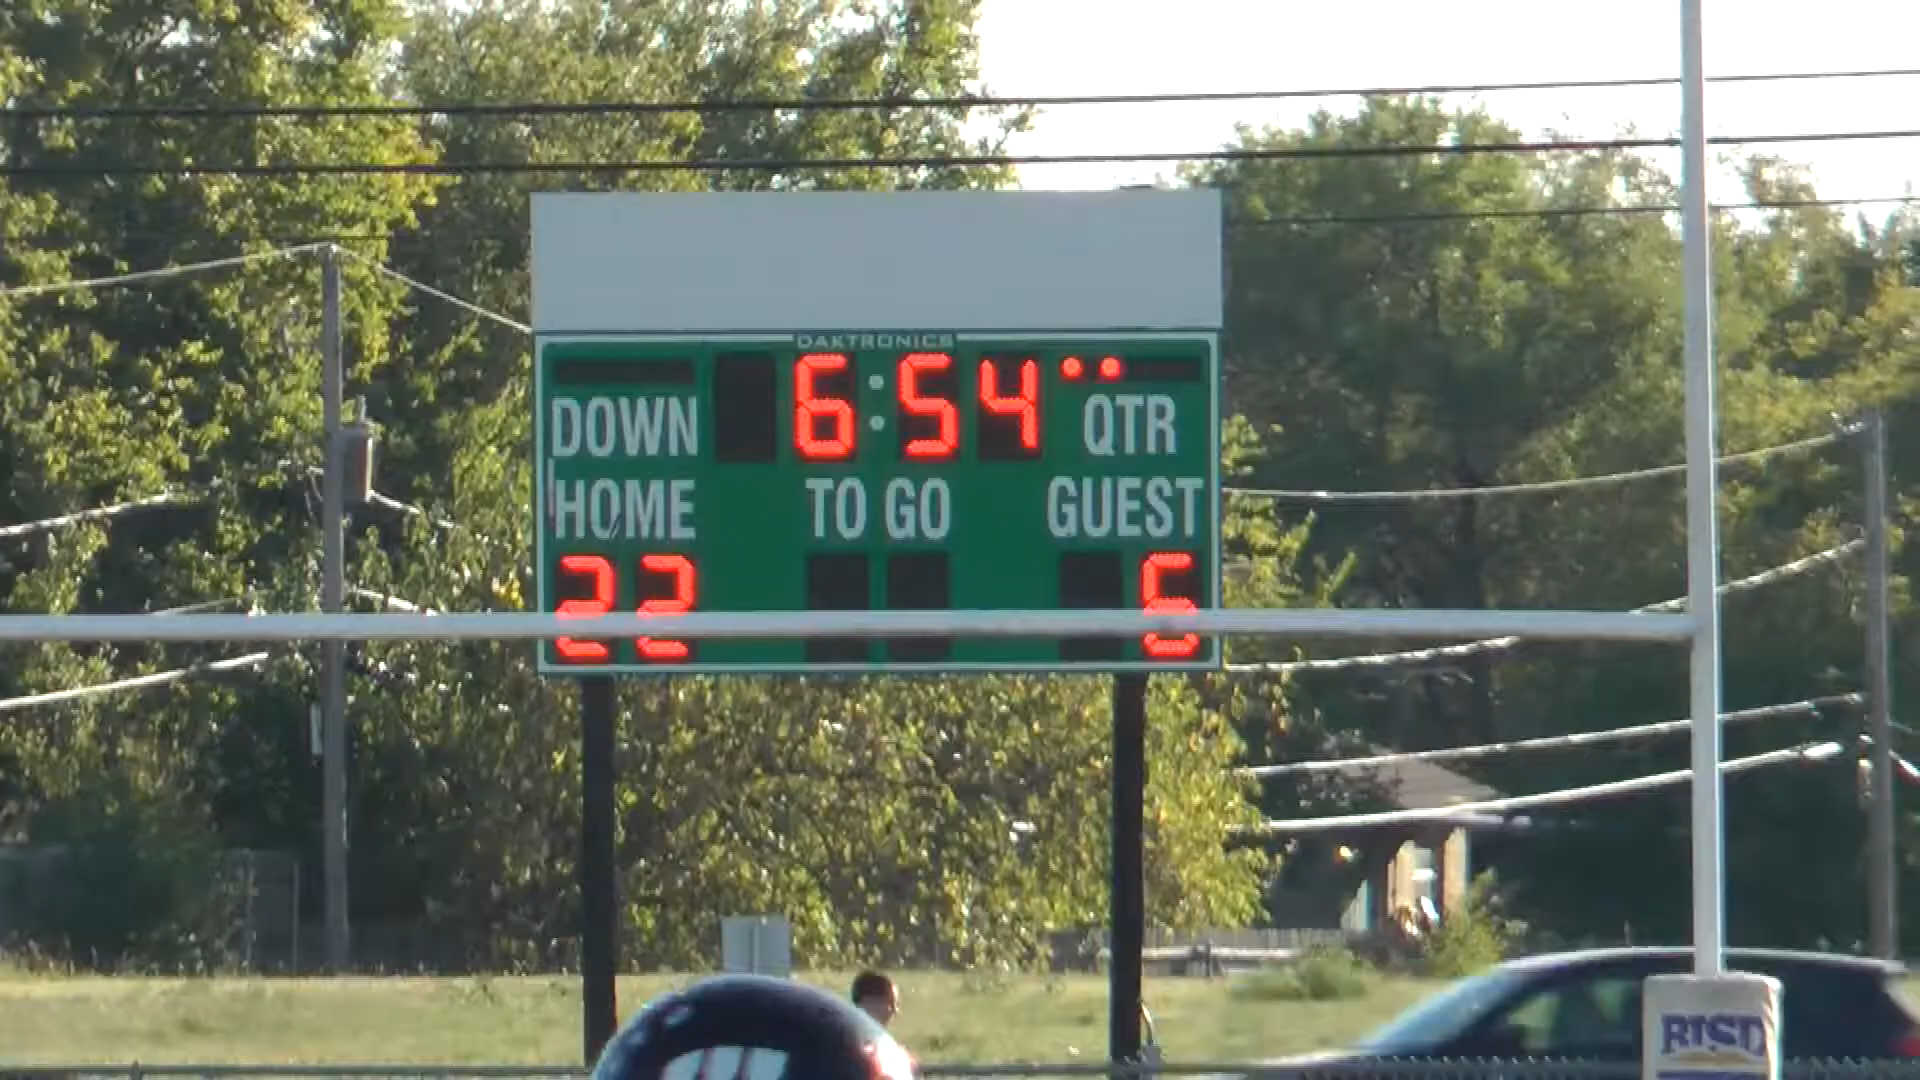 DAKTRONICS
6:54
DOWN QTR
HOME TO GO GUEST
22 6
RISD